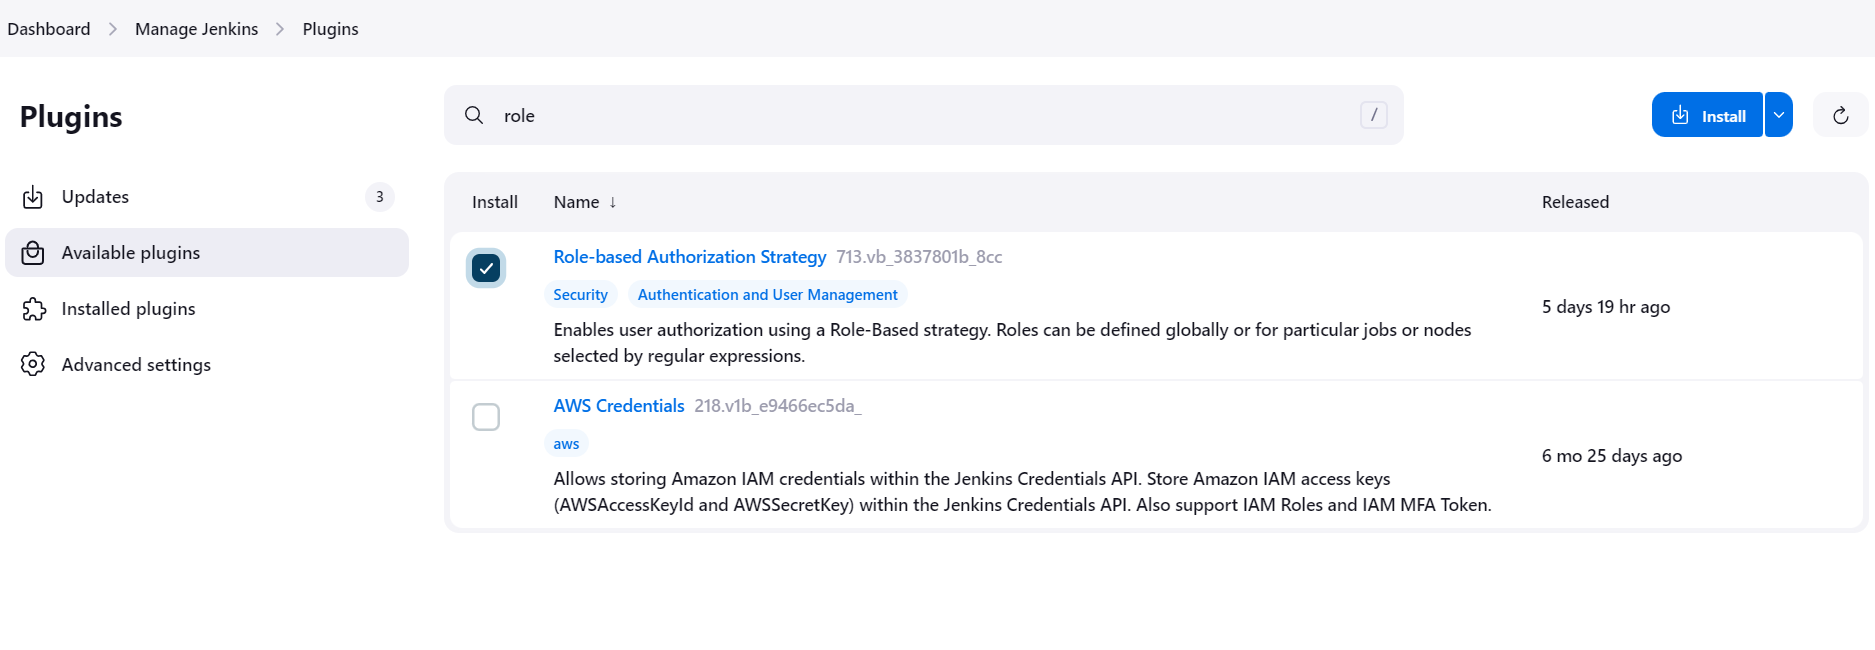 Dashboard > Manage Jenkins > Plugins
Plugins
role /
Install
Updates 3
Available plugins
Installed plugins
Advanced settings
Install Name ↓ Released
Role-based Authorization Strategy 713.vb_3837801b_8cc
Security Authentication and User Management
Enables user authorization using a Role-Based strategy. Roles can be defined globally or for particular jobs or nodes
selected by regular expressions.
5 days 19 hr ago
AWS Credentials 218.v1b_e9466ec5da_
aws
Allows storing Amazon IAM credentials within the Jenkins Credentials API. Store Amazon IAM access keys
(AWSAccessKeyId and AWSSecretKey) within the Jenkins Credentials API. Also support IAM Roles and IAM MFA Token.
6 mo 25 days ago